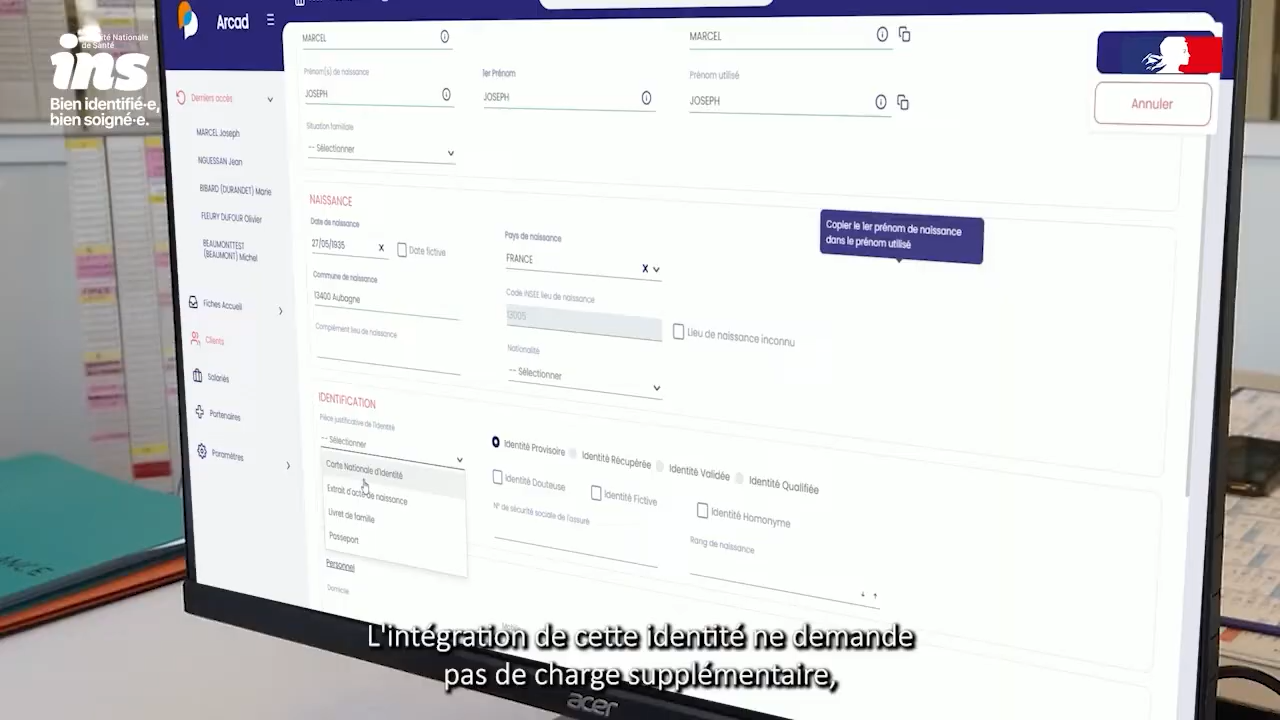 Arcad
Identité Nationale
de Santé
ins
Bien identifié·e,
bien soigné·e.
Derniers accès
MARCEL Joseph
NGUESSAN Jean
BIBARD (DURANDET) Marie
FLEURY DUFOUR Olivier
BEAUMONTTEST
(BEAUMONT) Michel
Fiches Accueil
Clients
Salariés
Partenaires
Paramètres
MARCEL
MARCEL
Prénom(s) de naissance
JOSEPH
1er Prénom
JOSEPH
Prénom utilisé
JOSEPH
Annuler
Situation familiale
-- Sélectionner
Copier le 1er prénom de naissance
dans le prénom utilisé
NAISSANCE
Date de naissance
27/05/1935 X
Date fictive
Pays de naissance
FRANCE X
Commune de naissance
13400 Aubagne
Code INSEE lieu de naissance
13005
Lieu de naissance inconnu
Complément lieu de naissance
Nationalité
-- Sélectionner
IDENTIFICATION
Pièce justificative de l'identité
-- Sélectionner
Carte Nationale d'Identité
Extrait d'acte de naissance
Livret de famille
Passeport
Identité Provisoire
Identité Récupérée
Identité Validée
Identité Qualifiée
Identité Douteuse
Identité Fictive
Identité Homonyme
N° de sécurité sociale de l'assuré
Rang de naissance
Personnel
Domicile
L'intégration de cette identité ne demande
pas de charge supplémentaire,
acer